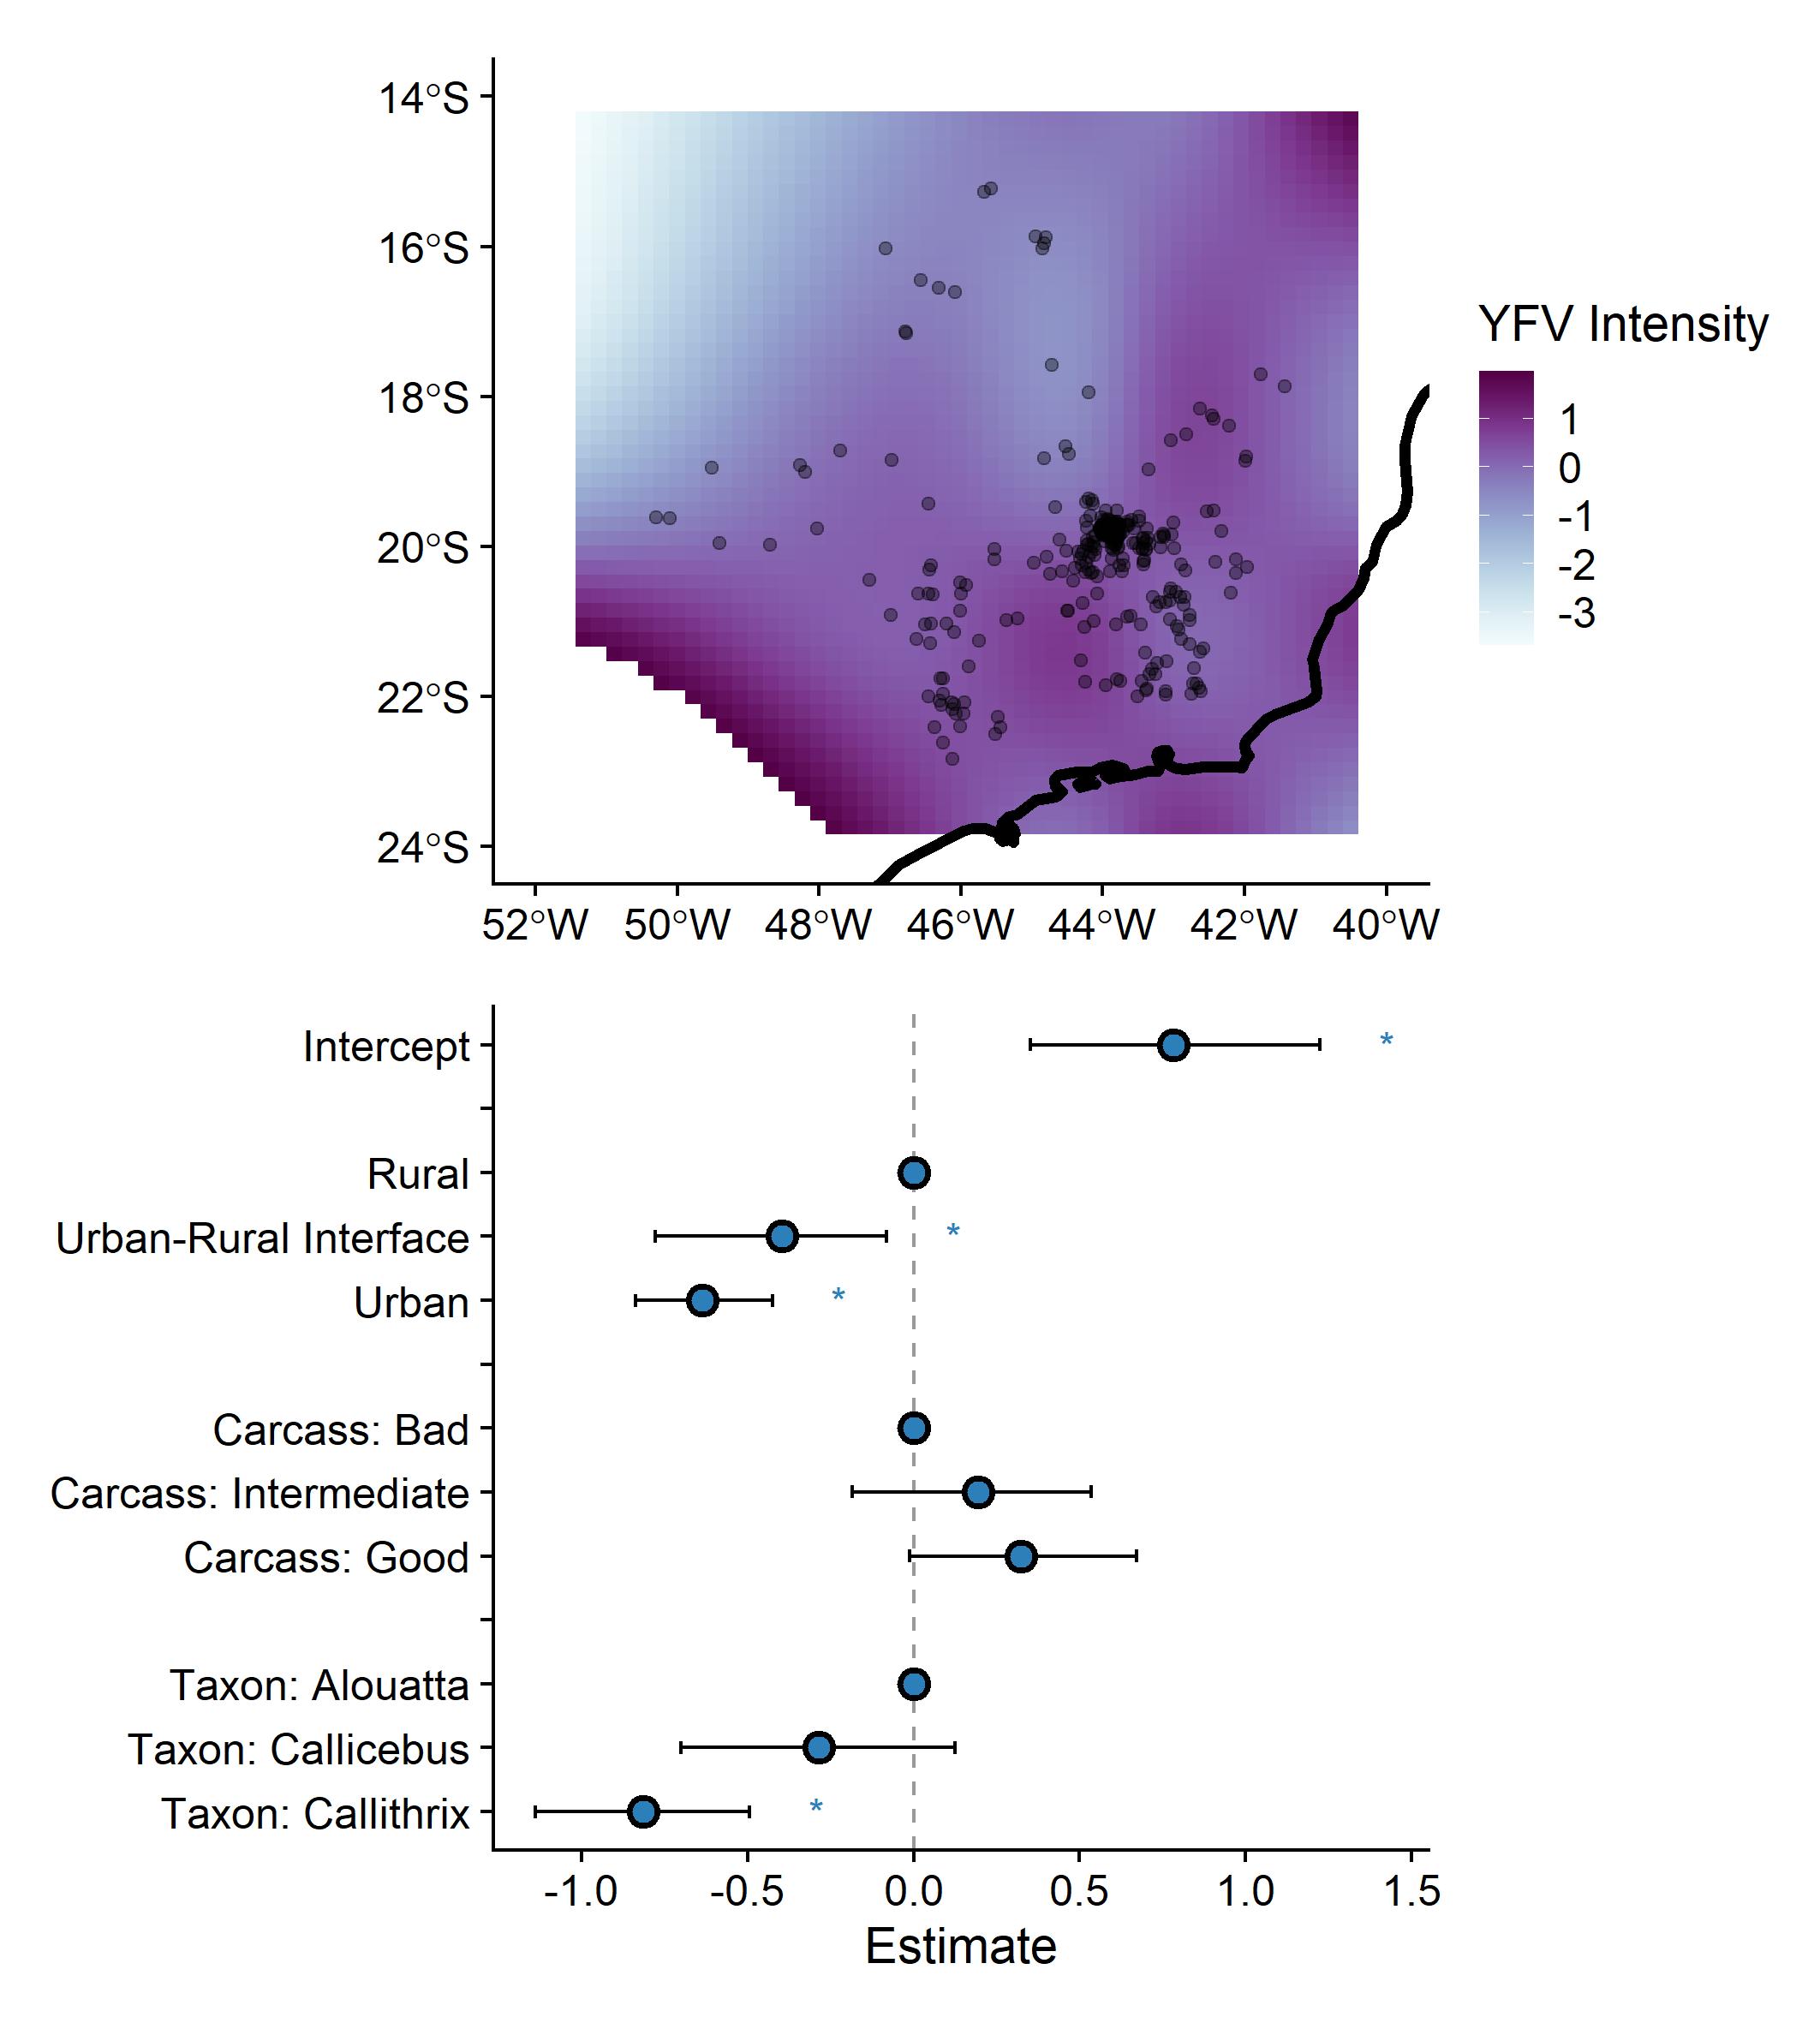 14°S
16°S
18°S
20°S
22°S
24°S
52°W 50°W 48°W 46°W 44°W 42°W 40°W
YFV Intensity
1
0
-1
-2
-3
Intercept
*
Rural
Urban-Rural Interface
*
Urban
*
Carcass: Bad
Carcass: Intermediate
Carcass: Good
Taxon: Alouatta
Taxon: Callicebus
Taxon: Callithrix
*
-1.0 -0.5 0.0 0.5 1.0 1.5
Estimate